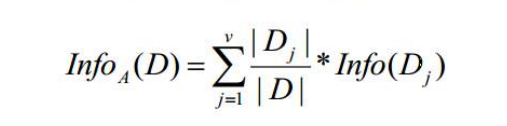 Info_A(D) = \sum_{j=1}^{v} \frac{|D_j|}{|D|} * Info(D_j)